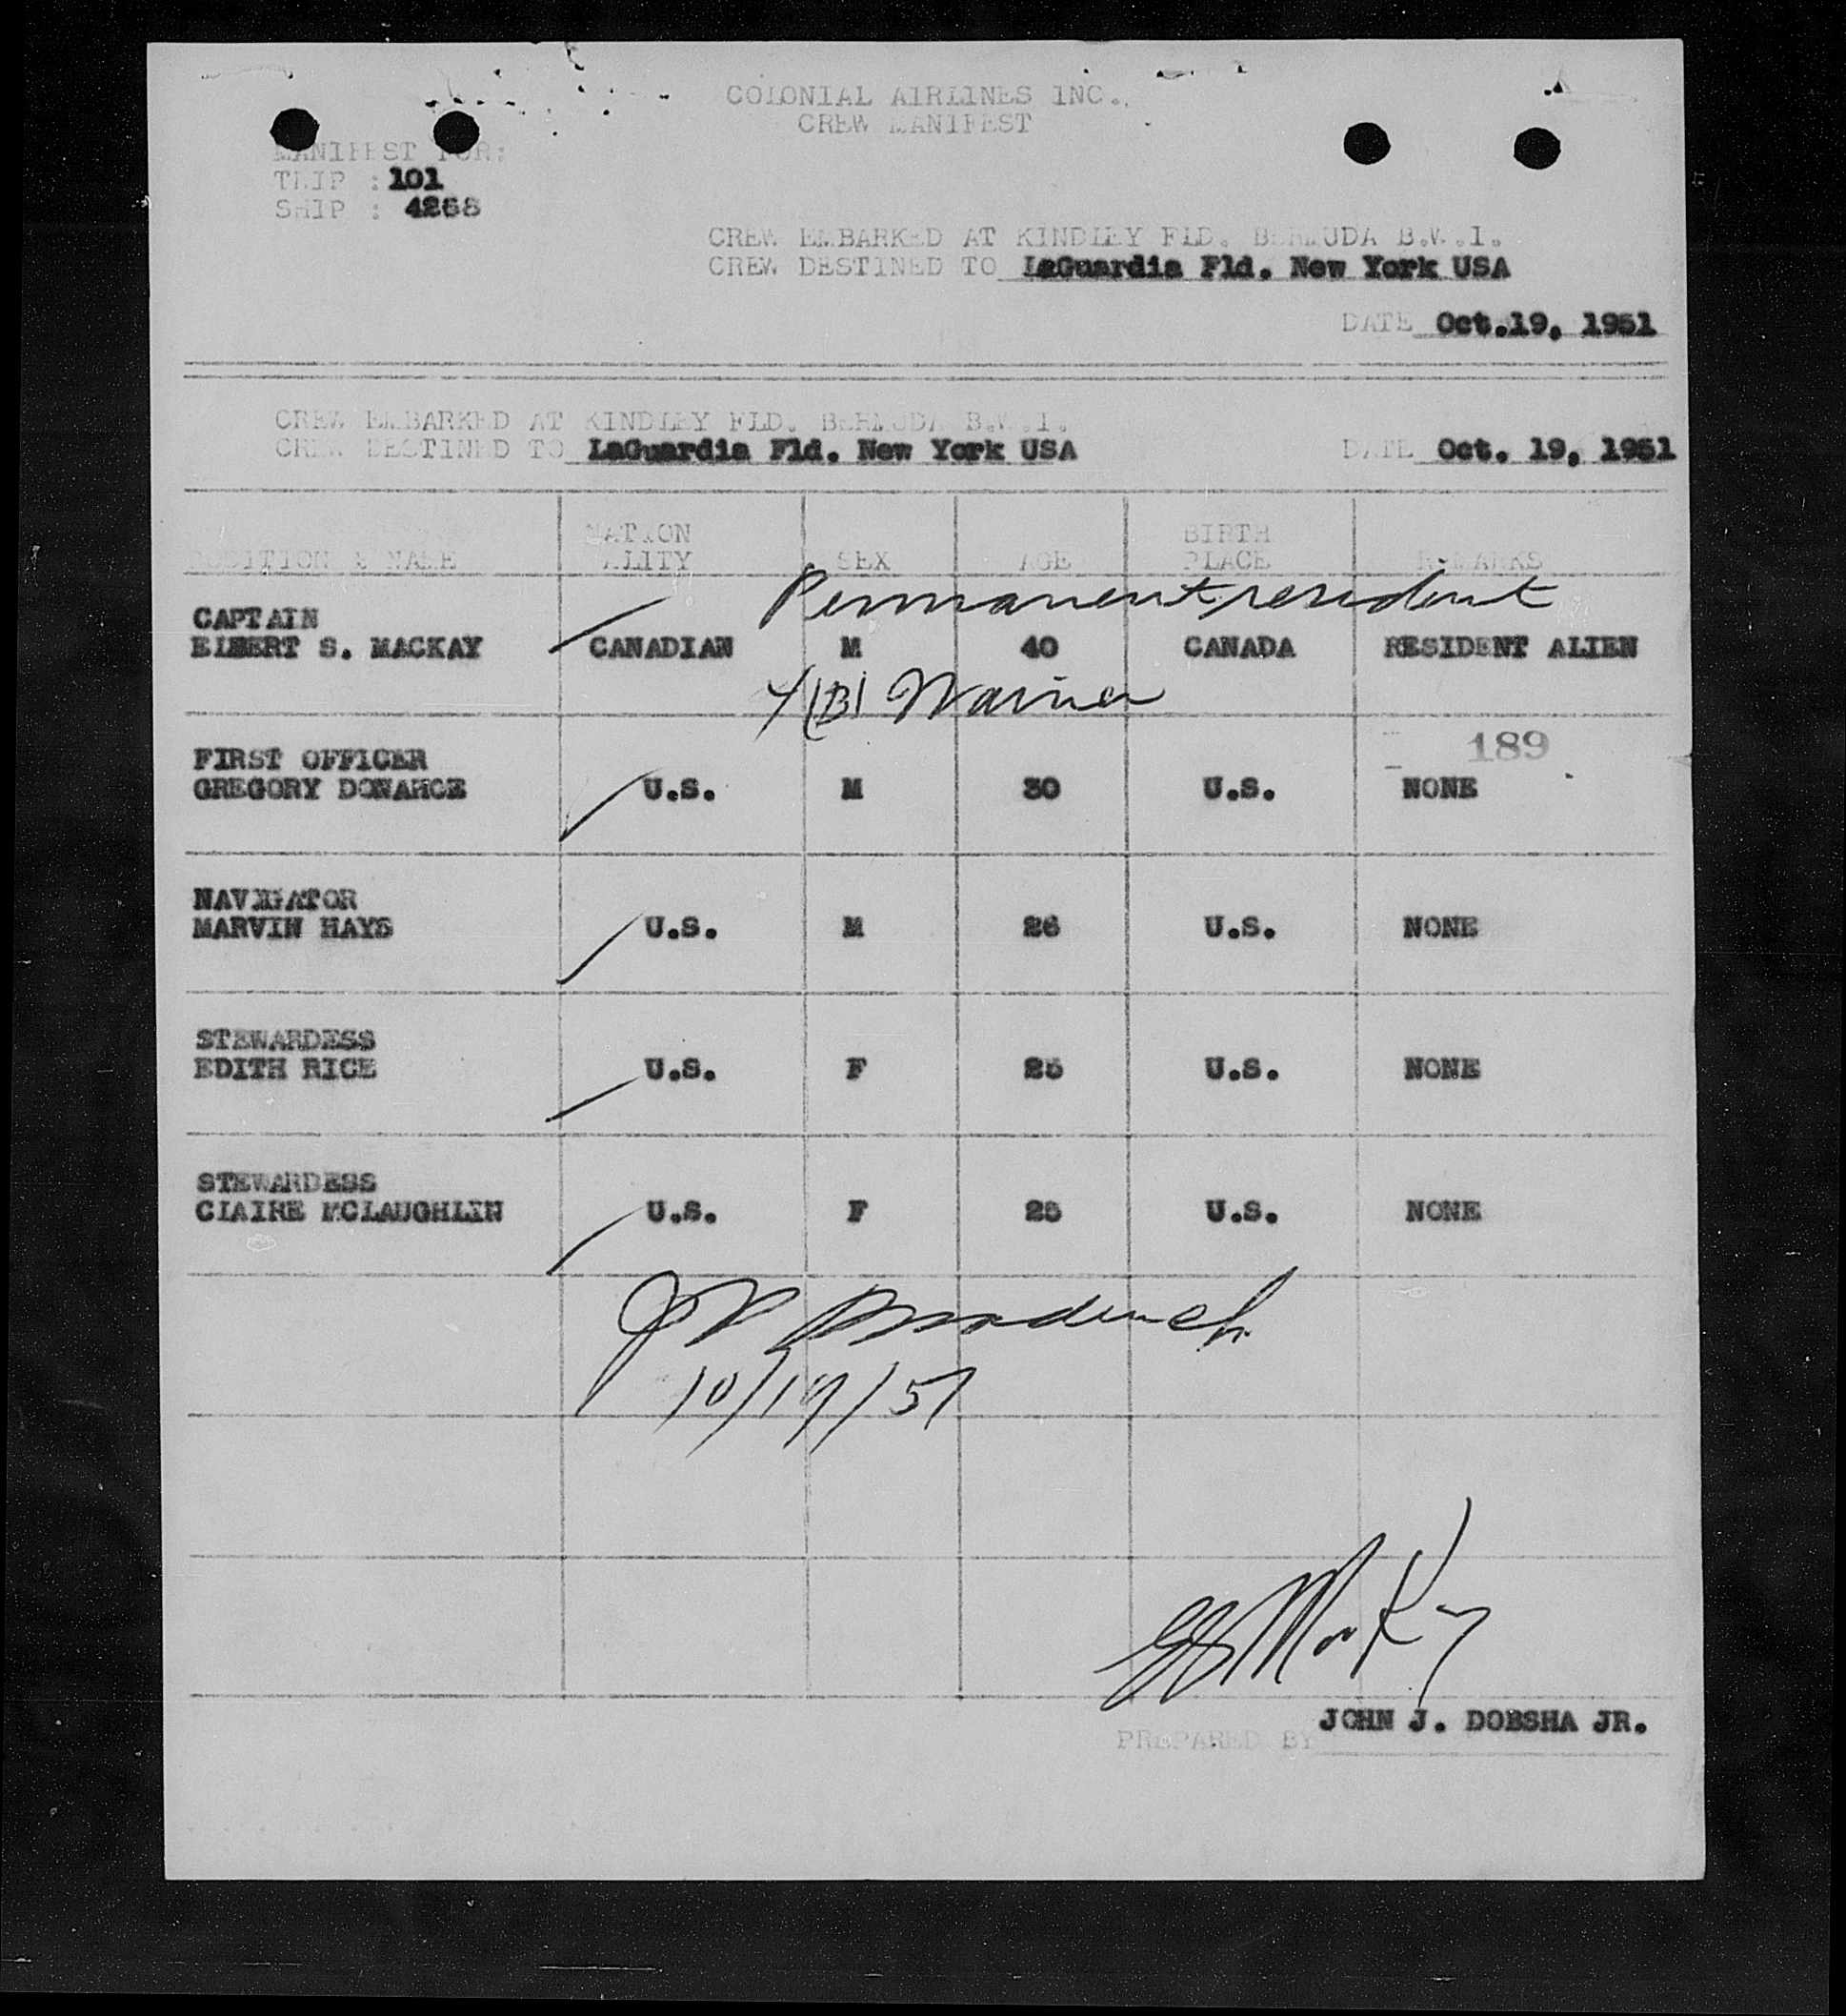 COLONIAL AIRLINES INC.
CREW MANIFEST
MANIFEST FOR:
TRIP : 101
SHIP : 4268
CREW EMBARKED AT KINDLEY FLD. BERMUDA B.W.I.
CREW DESTINED TO LaGuardia Fld. New York USA
DATE Oct.19, 1951
CREW EMBARKED AT KINDLEY FLD. BERMUDA B.W.I.
CREW DESTINED TO LaGuardia Fld. New York USA DATE Oct. 19, 1951
POSITION & NAME NATION ALITY SEX AGE BIRTH PLACE REMARKS
Permanent resident
CAPTAIN
ELBERT S. MACKAY CANADIAN M 40 CANADA RESIDENT ALIEN
4(B) Warner
189
FIRST OFFICER
GREGORY DONAHOE U.S. M 30 U.S. NONE
NAVIGATOR
MARVIN HAYS U.S. M 26 U.S. NONE
STEWARDESS
EDITH RICE U.S. F 25 U.S. NONE
STEWARDESS
CLAIRE MCLAUGHLIN U.S. F 25 U.S. NONE
10/19/51
ES MacKay
JOHN J. DOBSHA JR.
PREPARED BY